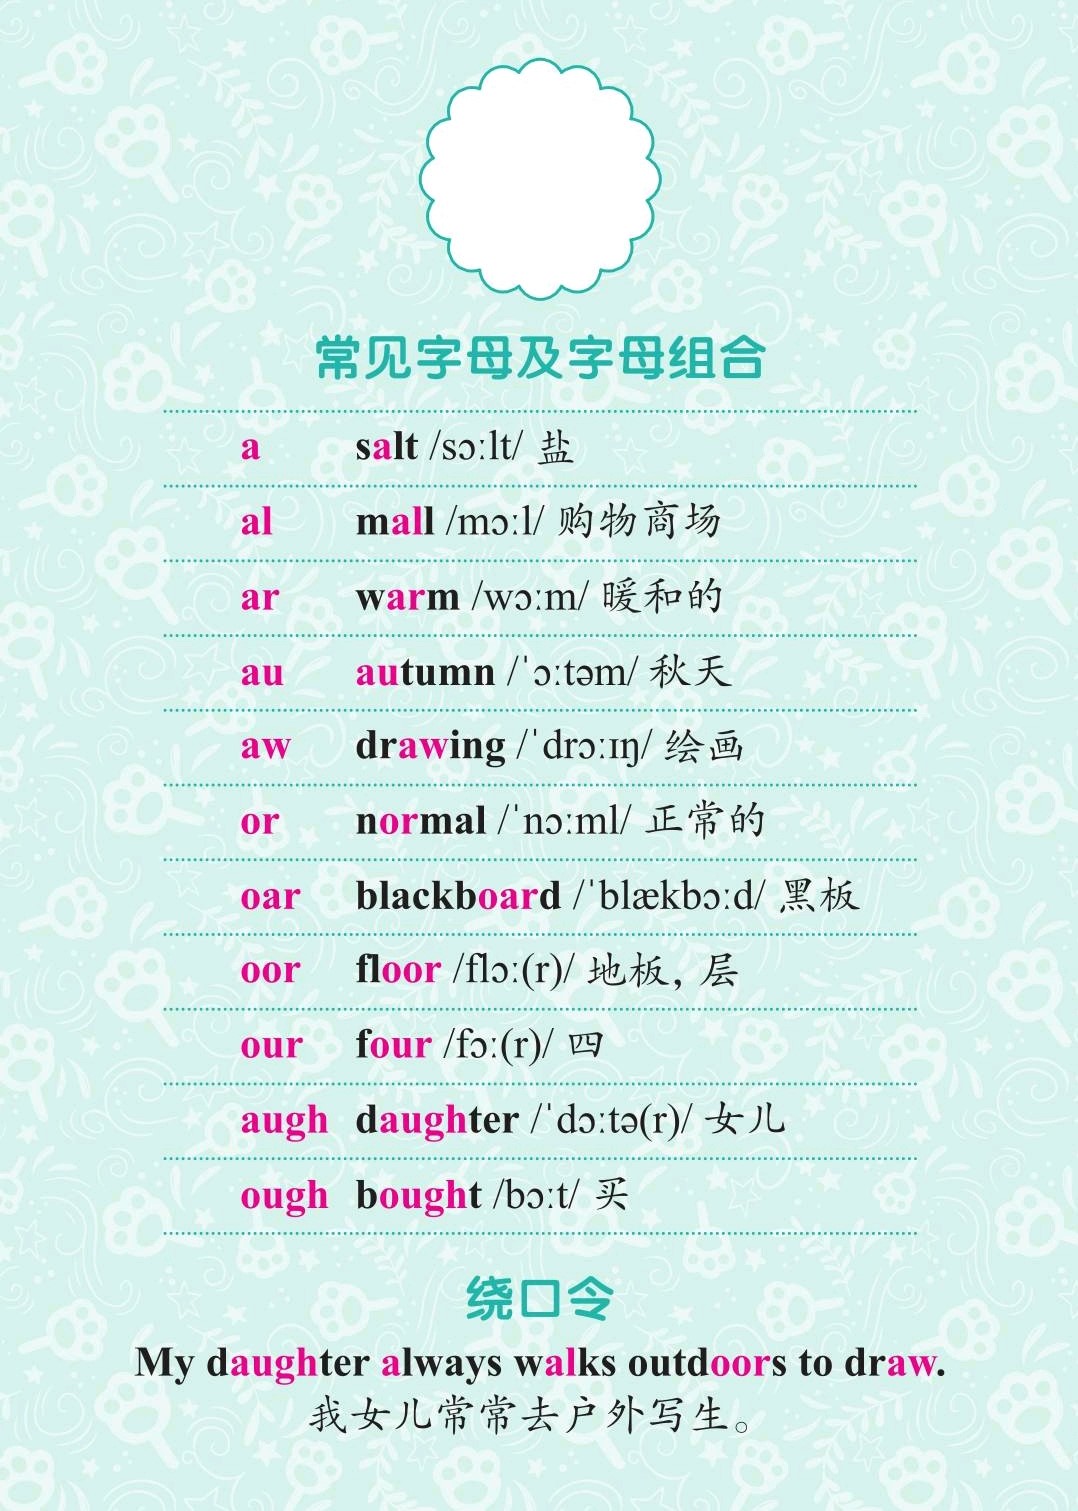 常见字母及字母组合
a salt /sɔːlt/ 盐
al mall /mɔːl/ 购物商场
ar warm /wɔːm/ 暖和的
au autumn /ˈɔːtəm/ 秋天
aw drawing /ˈdrɔːɪŋ/ 绘画
or normal /ˈnɔːml/ 正常的
oar blackboard /ˈblækbɔːd/ 黑板
oor floor /flɔː(r)/ 地板，层
our four /fɔː(r)/ 四
augh daughter /ˈdɔːtə(r)/ 女儿
ough bought /bɔːt/ 买
绕口令
My daughter always walks outdoors to draw.
我女儿常常去户外写生。